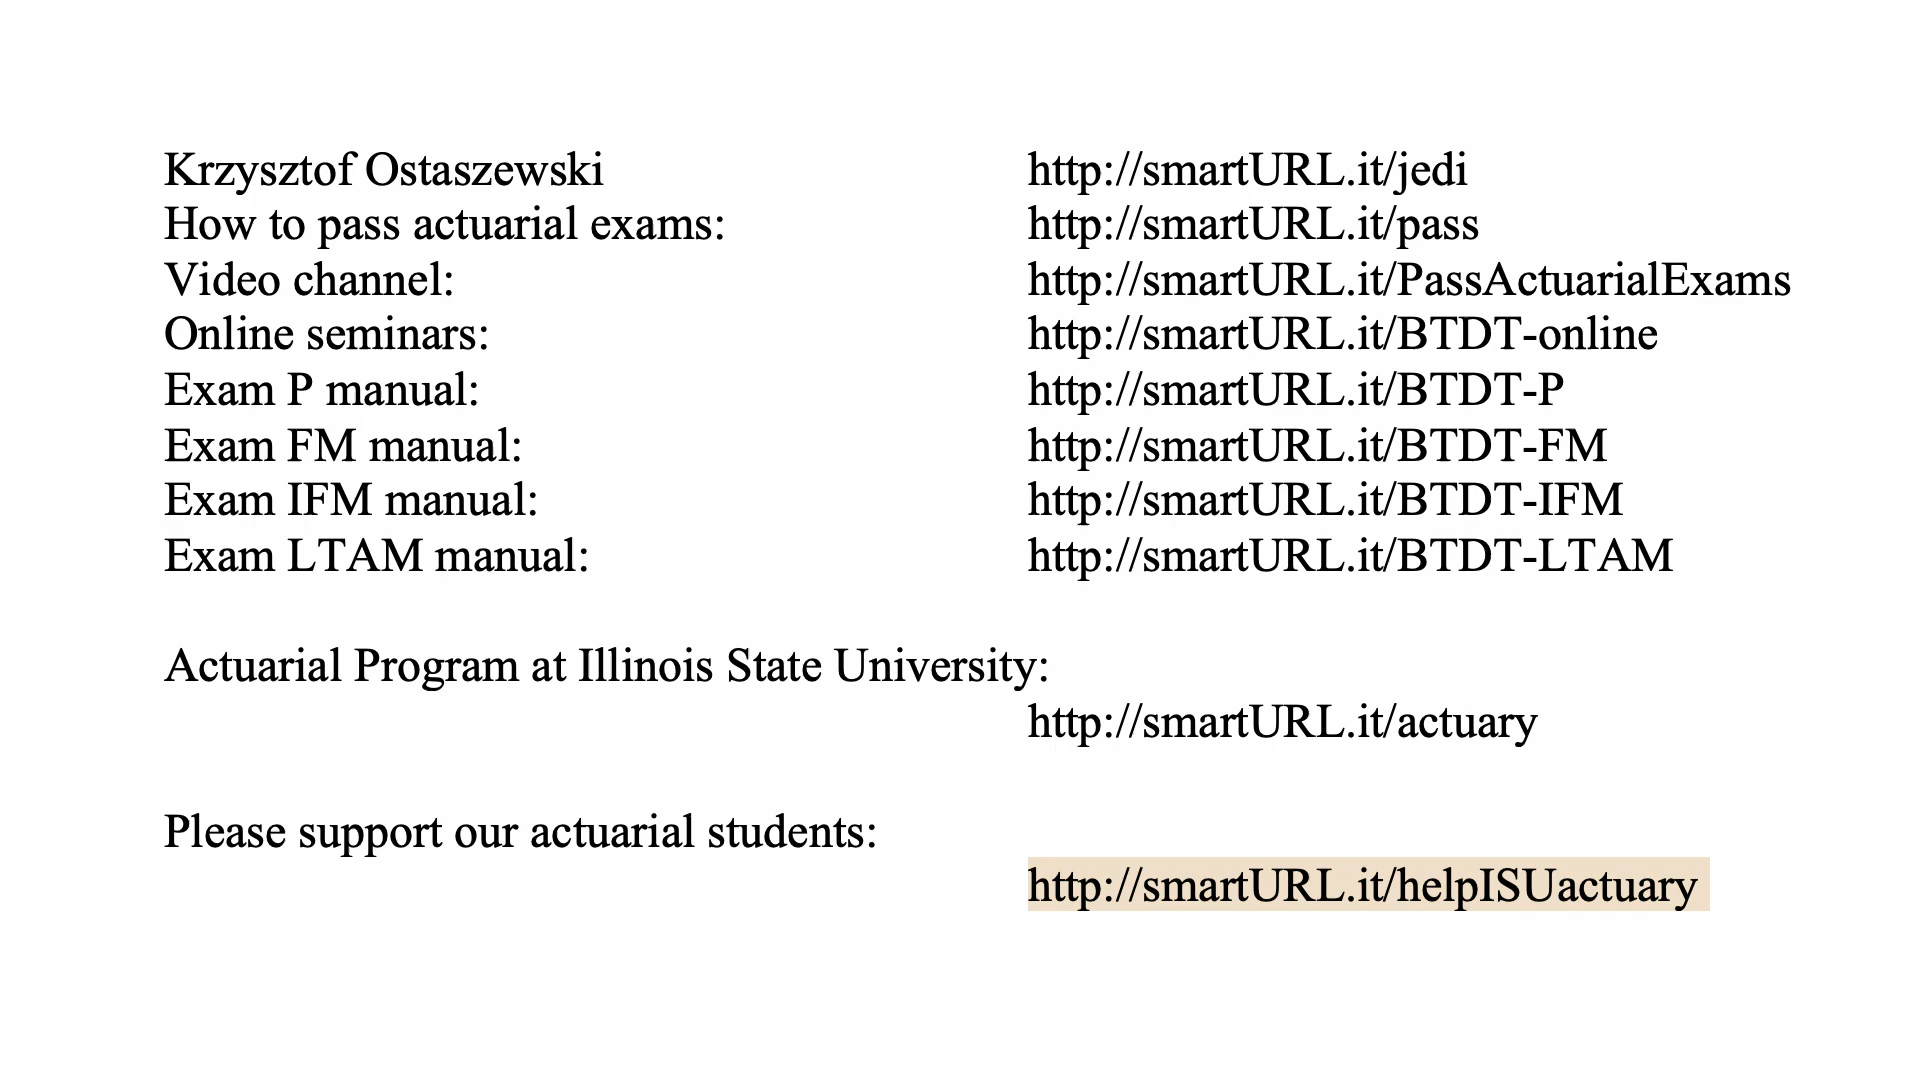 Krzysztof Ostaszewski http://smartURL.it/jedi
How to pass actuarial exams: http://smartURL.it/pass
Video channel: http://smartURL.it/PassActuarialExams
Online seminars: http://smartURL.it/BTDT-online
Exam P manual: http://smartURL.it/BTDT-P
Exam FM manual: http://smartURL.it/BTDT-FM
Exam IFM manual: http://smartURL.it/BTDT-IFM
Exam LTAM manual: http://smartURL.it/BTDT-LTAM
Actuarial Program at Illinois State University:
http://smartURL.it/actuary
Please support our actuarial students:
http://smartURL.it/helpISUactuary